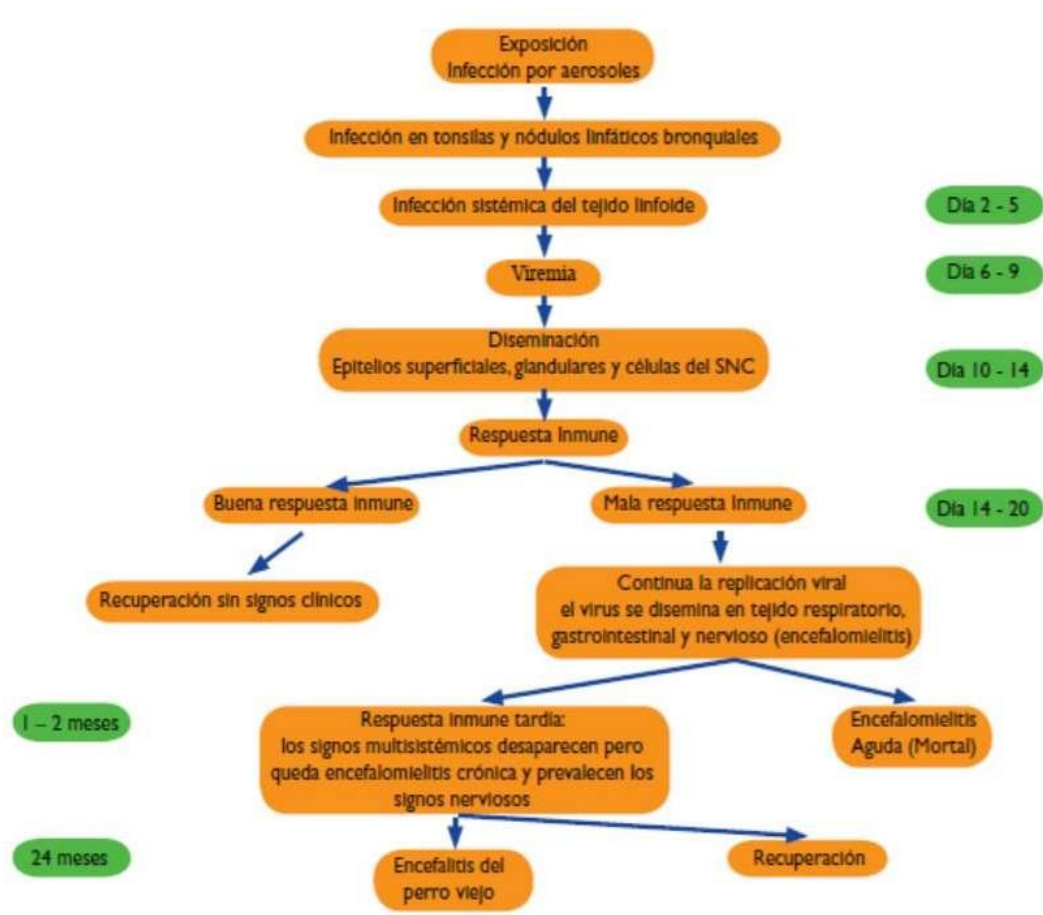 Exposición
Infección por aerosoles
Infección en tonsilas y nódulos linfáticos bronquiales
Infección sistémica del tejido linfoide
Día 2 - 5
Viremia
Día 6 - 9
Diseminación
Epitelios superficiales, glandulares y células del SNC
Día 10 - 14
Respuesta Inmune
Buena respuesta inmune
Mala respuesta Inmune
Día 14 - 20
Recuperación sin signos clínicos
Continua la replicación viral
el virus se disemina en tejido respiratorio,
gastrointestinal y nervioso (encefalomielitis)
1 – 2 meses
Respuesta inmune tardía:
los signos multisistémicos desaparecen pero
queda encefalomielitis crónica y prevalecen los
signos nerviosos
Encefalomielitis
Aguda (Mortal)
24 meses
Encefalitis del
perro viejo
Recuperación